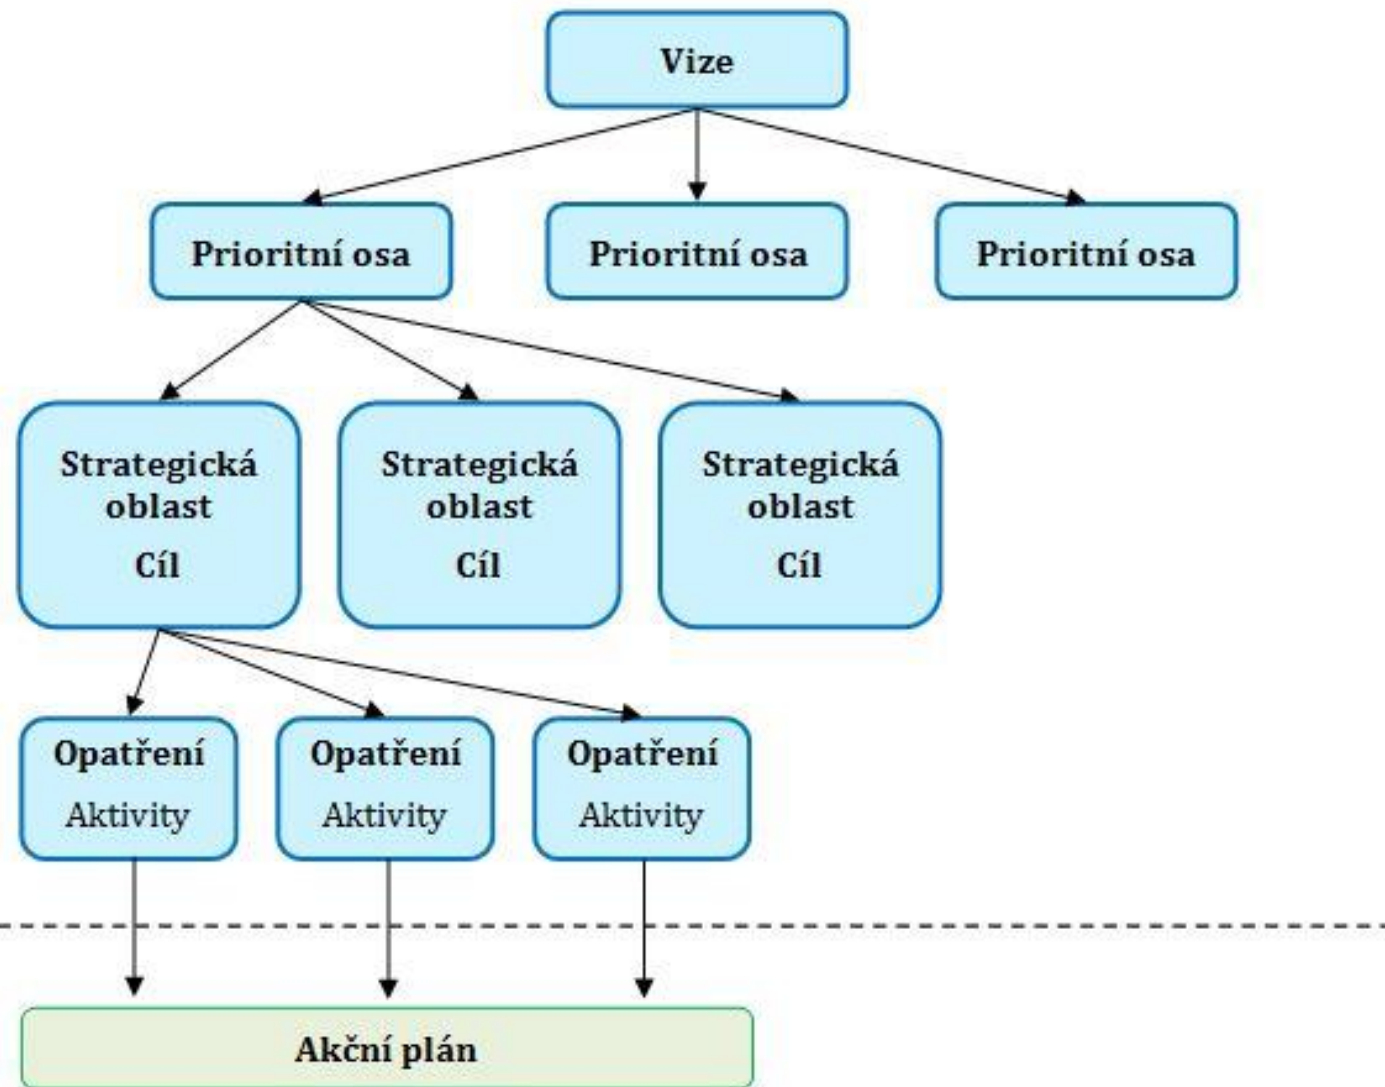 Vize
Prioritní osa
Prioritní osa
Prioritní osa
Strategická
oblast
Cíl
Strategická
oblast
Cíl
Strategická
oblast
Cíl
Opatření
Aktivity
Opatření
Aktivity
Opatření
Aktivity
Akční plán